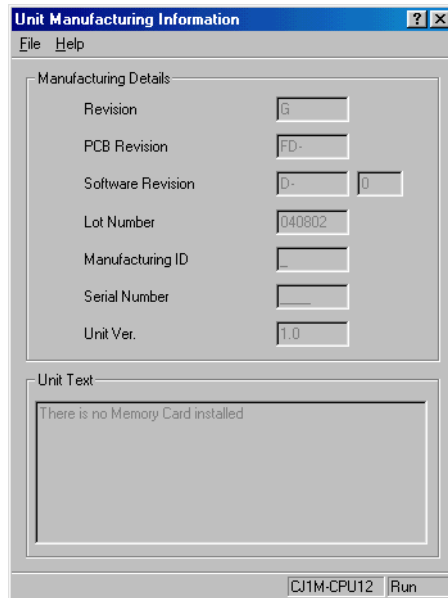 Unit Manufacturing Information
File Help
Manufacturing Details
Revision G
PCB Revision FD-
Software Revision D- 0
Lot Number 040802
Manufacturing ID _
Serial Number ____
Unit Ver. 1.0
Unit Text
There is no Memory Card installed
CJ1M-CPU12 Run